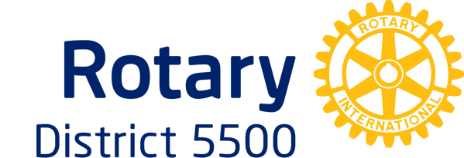 Rotary
District 5500
ROTARY
INTERNATIONAL